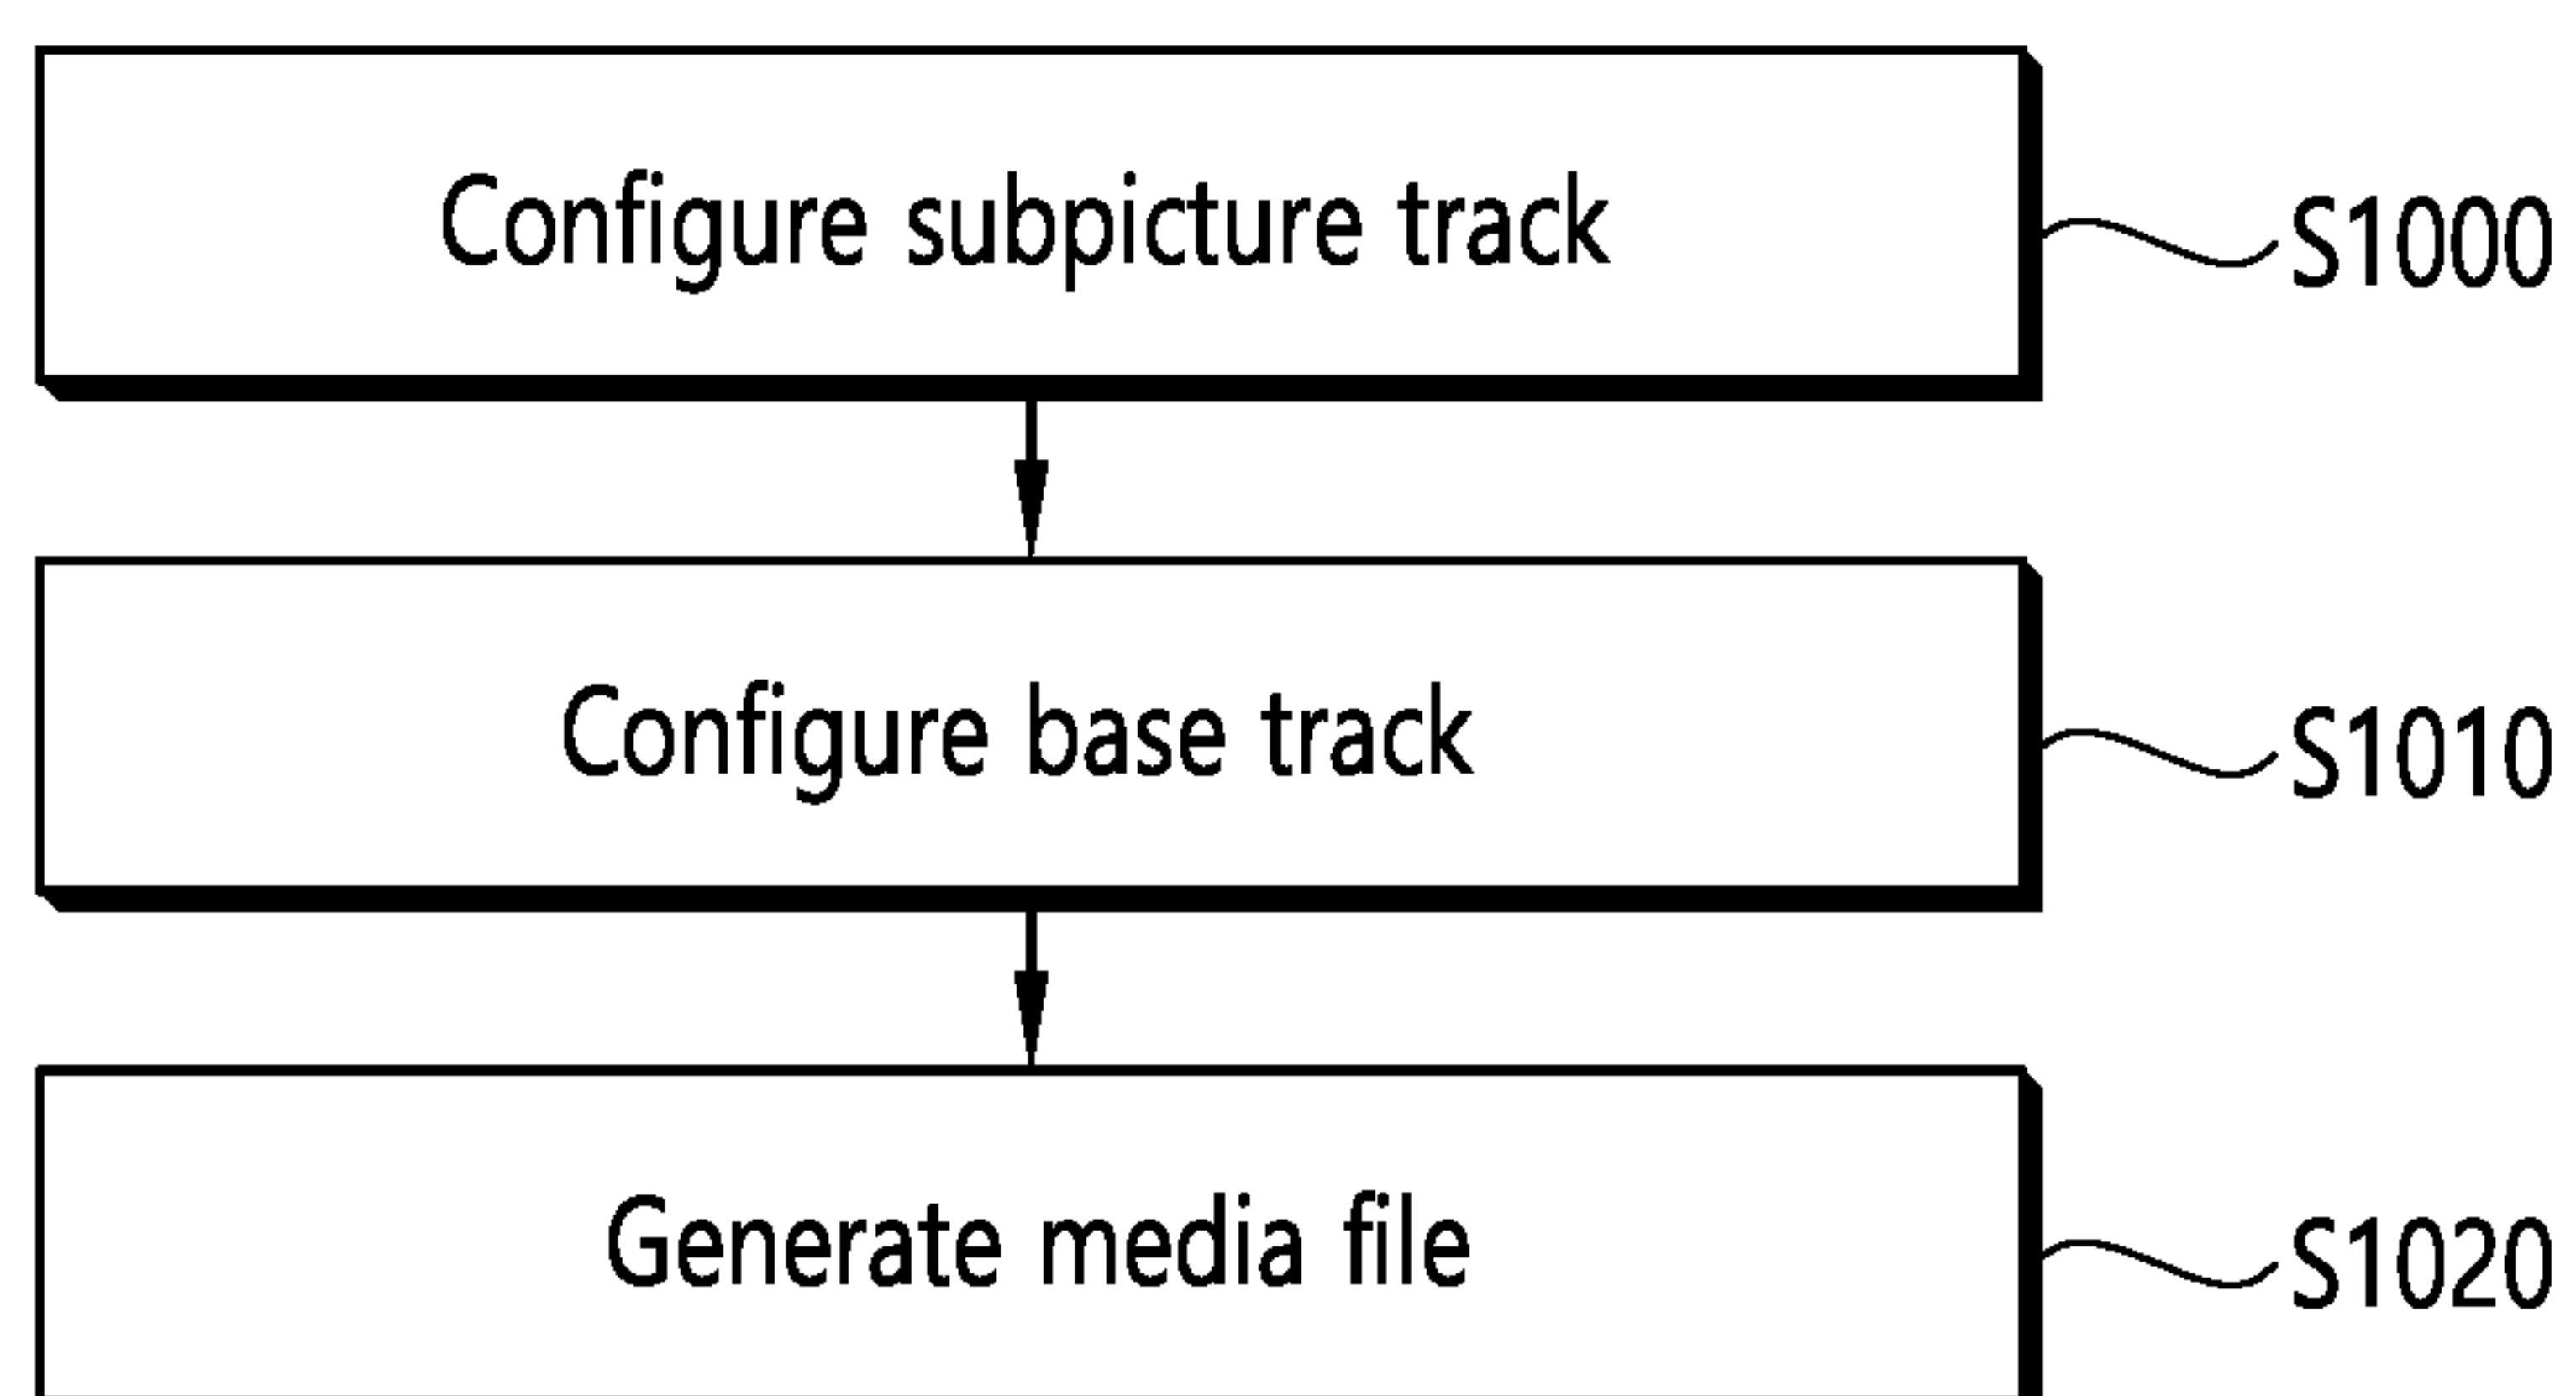 Configure subpicture track
S1000
Configure base track
S1010
Generate media file
S1020